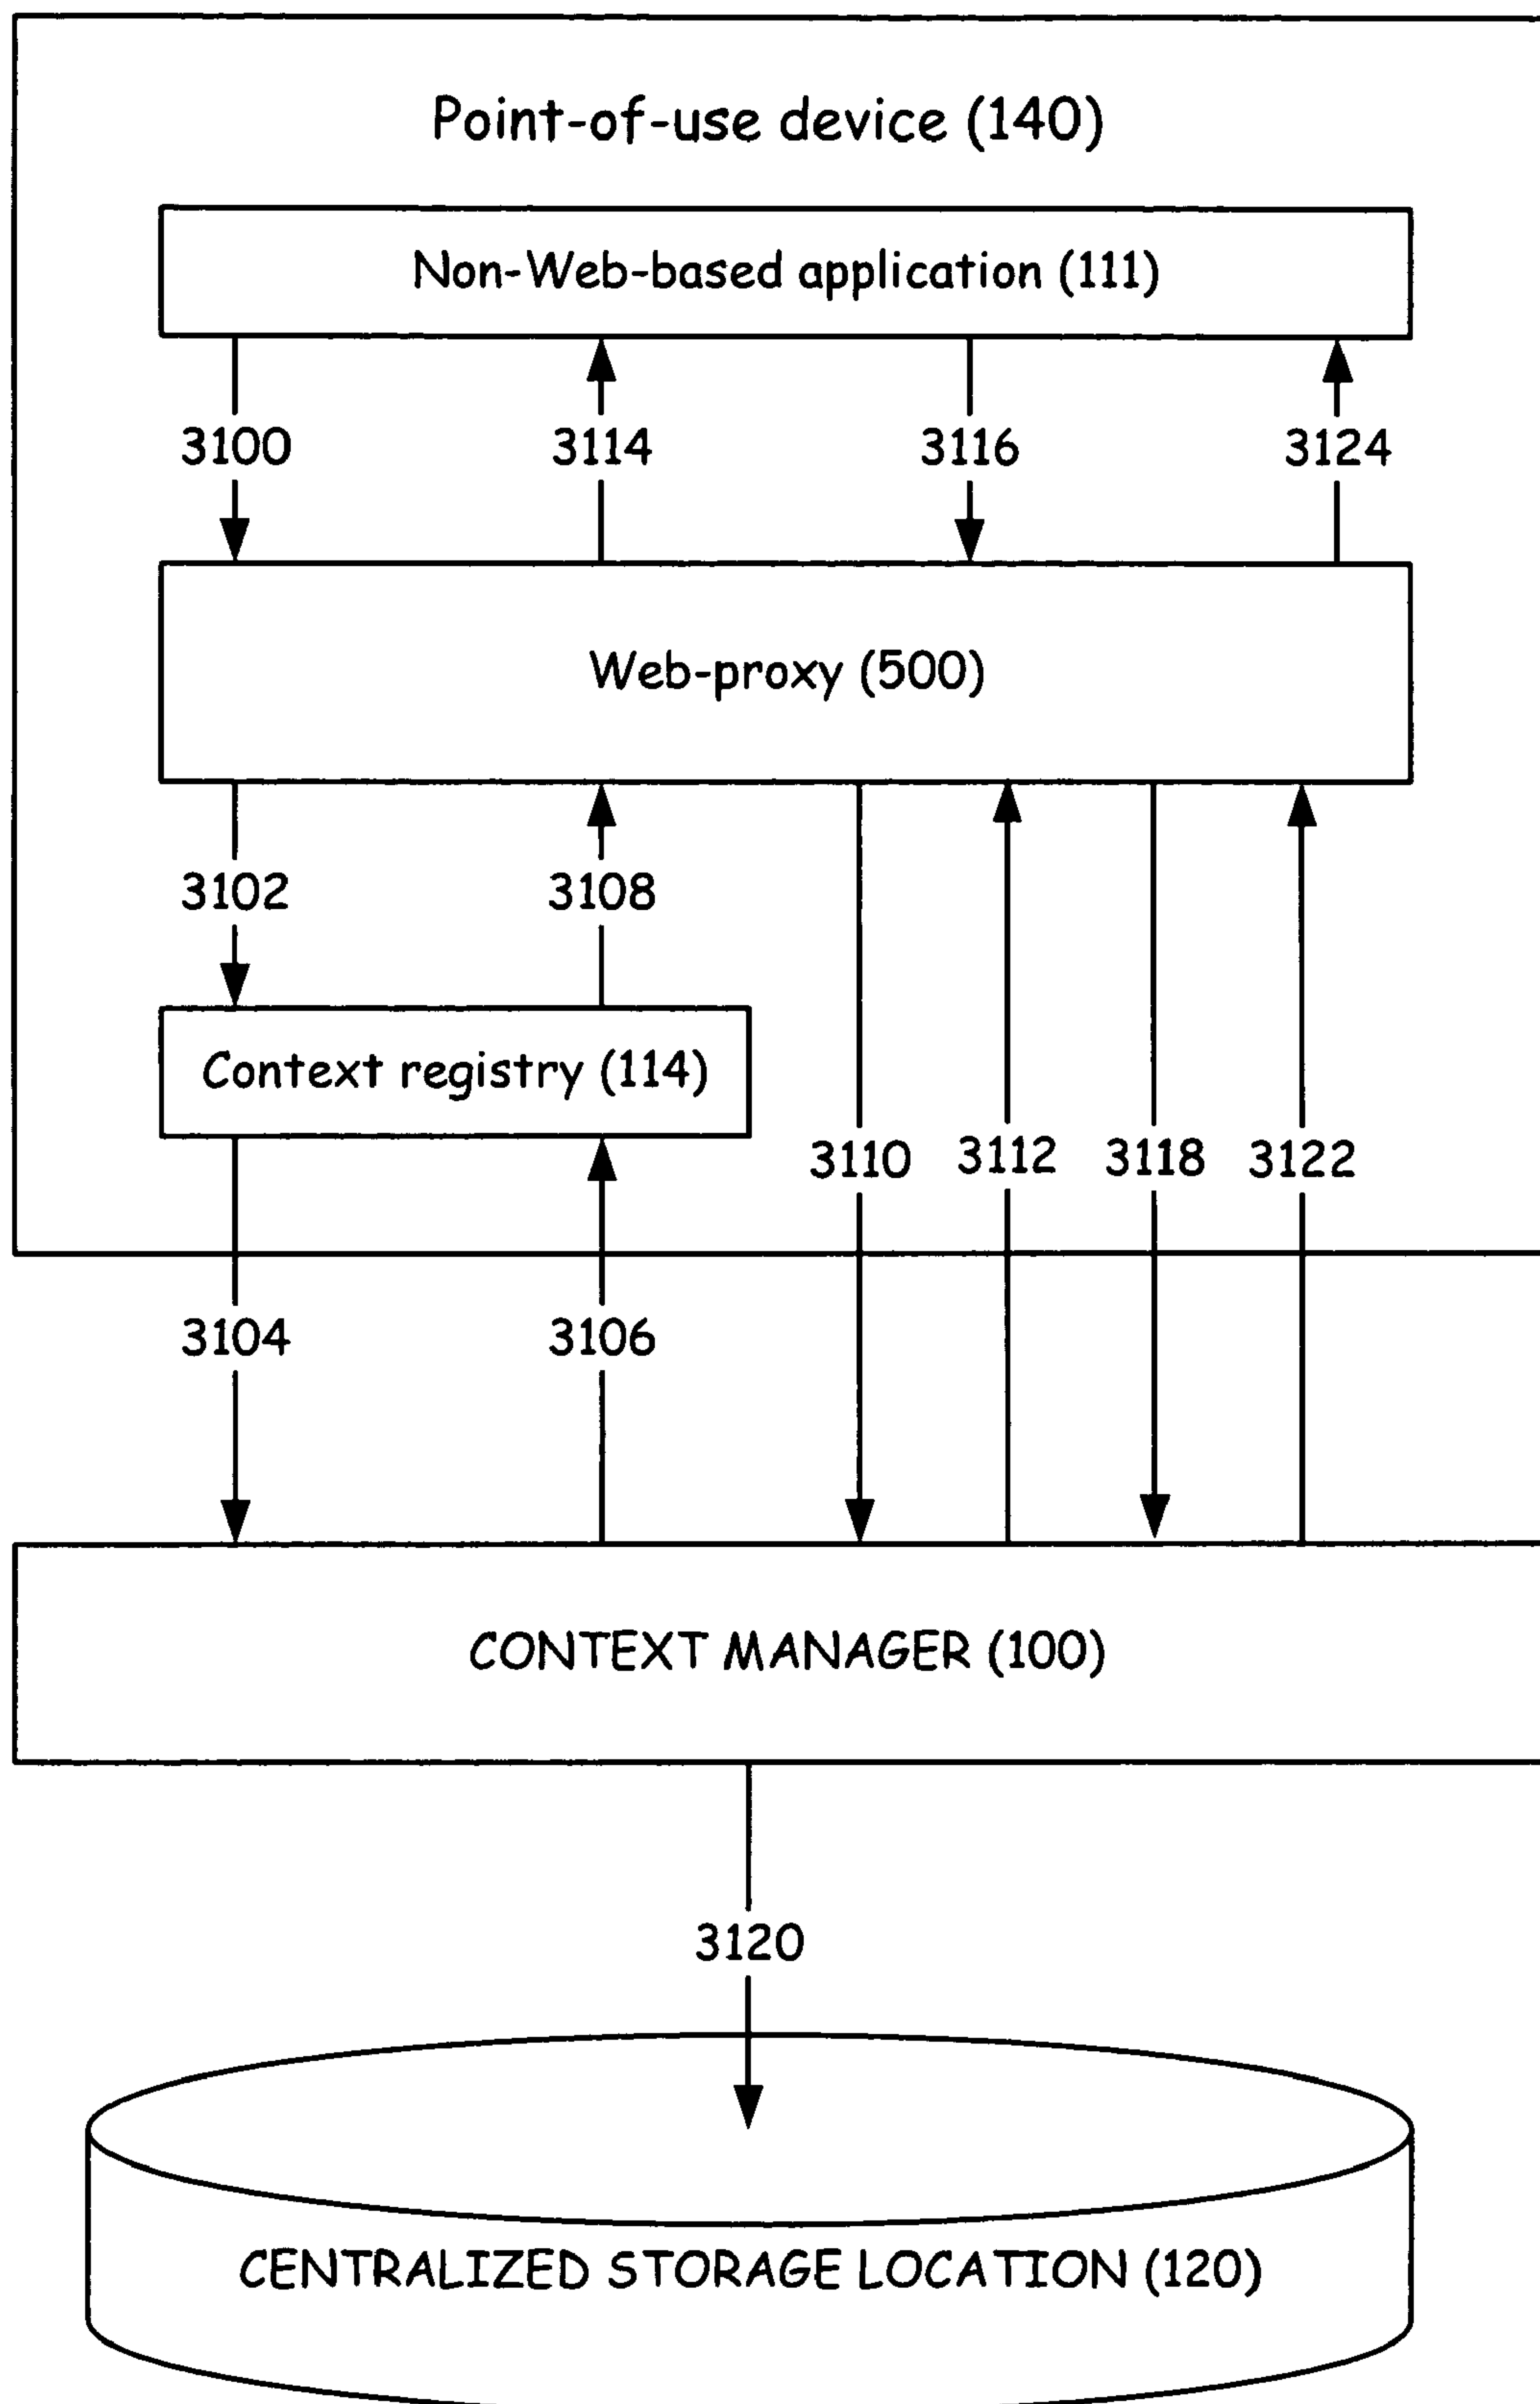 Point-of-use device (140)
Non-Web-based application (111)
3100 3114 3116 3124
Web-proxy (500)
3102 3108
Context registry (114)
3110 3112 3118 3122
3104 3106
CONTEXT MANAGER (100)
3120
CENTRALIZED STORAGE LOCATION (120)